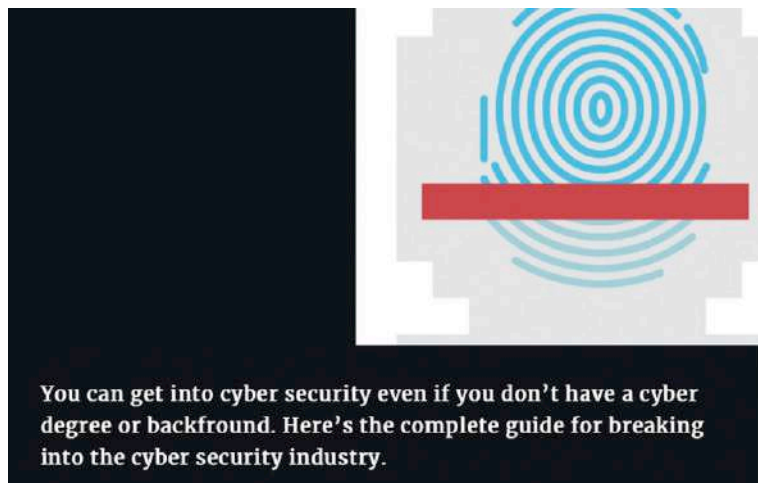 You can get into cyber security even if you don’t have a cyber
degree or backfround. Here’s the complete guide for breaking
into the cyber security industry.